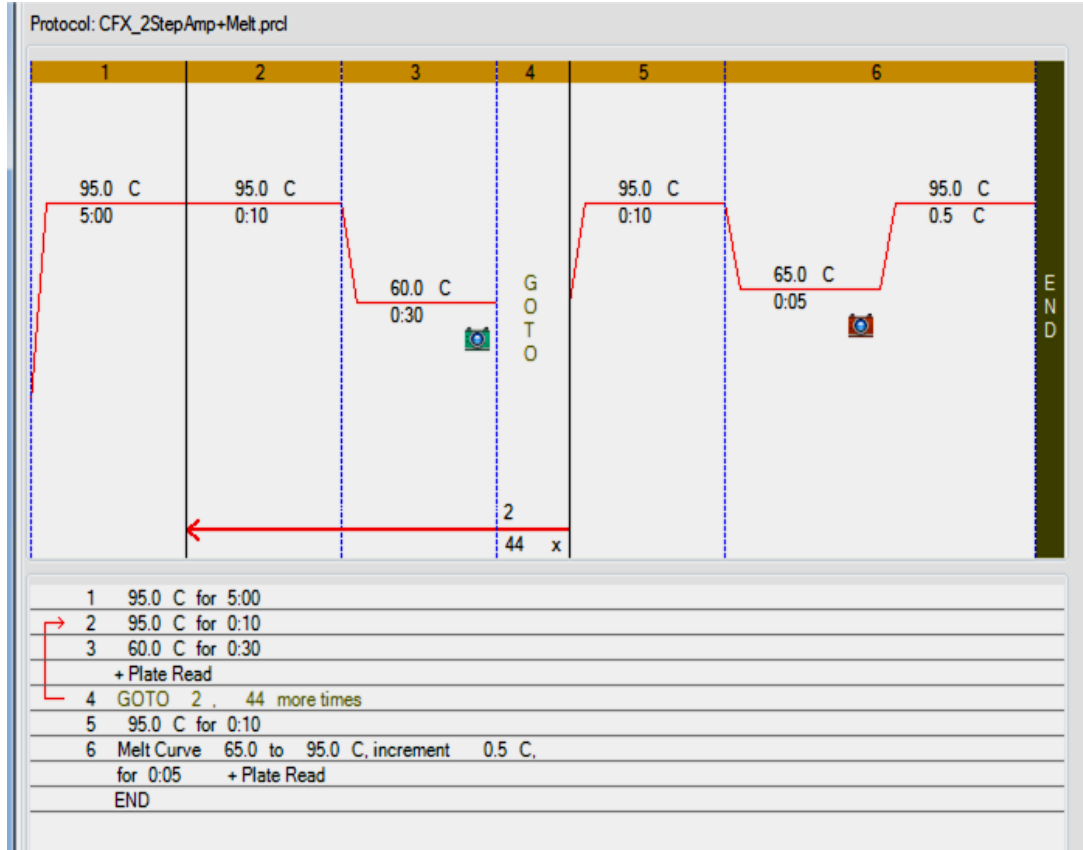 Protocol: CFX_2StepAmp+Melt.prcl
1 2 3 4 5 6
95.0 C
5:00
95.0 C
0:10
60.0 C
0:30
GOTO
2
44 x
95.0 C
0:10
65.0 C
0:05
95.0 C
0.5 C
END
1 95.0 C for 5:00
2 95.0 C for 0:10
3 60.0 C for 0:30
+ Plate Read
4 GOTO 2 , 44 more times
5 95.0 C for 0:10
6 Melt Curve 65.0 to 95.0 C, increment 0.5 C,
for 0:05 + Plate Read
END